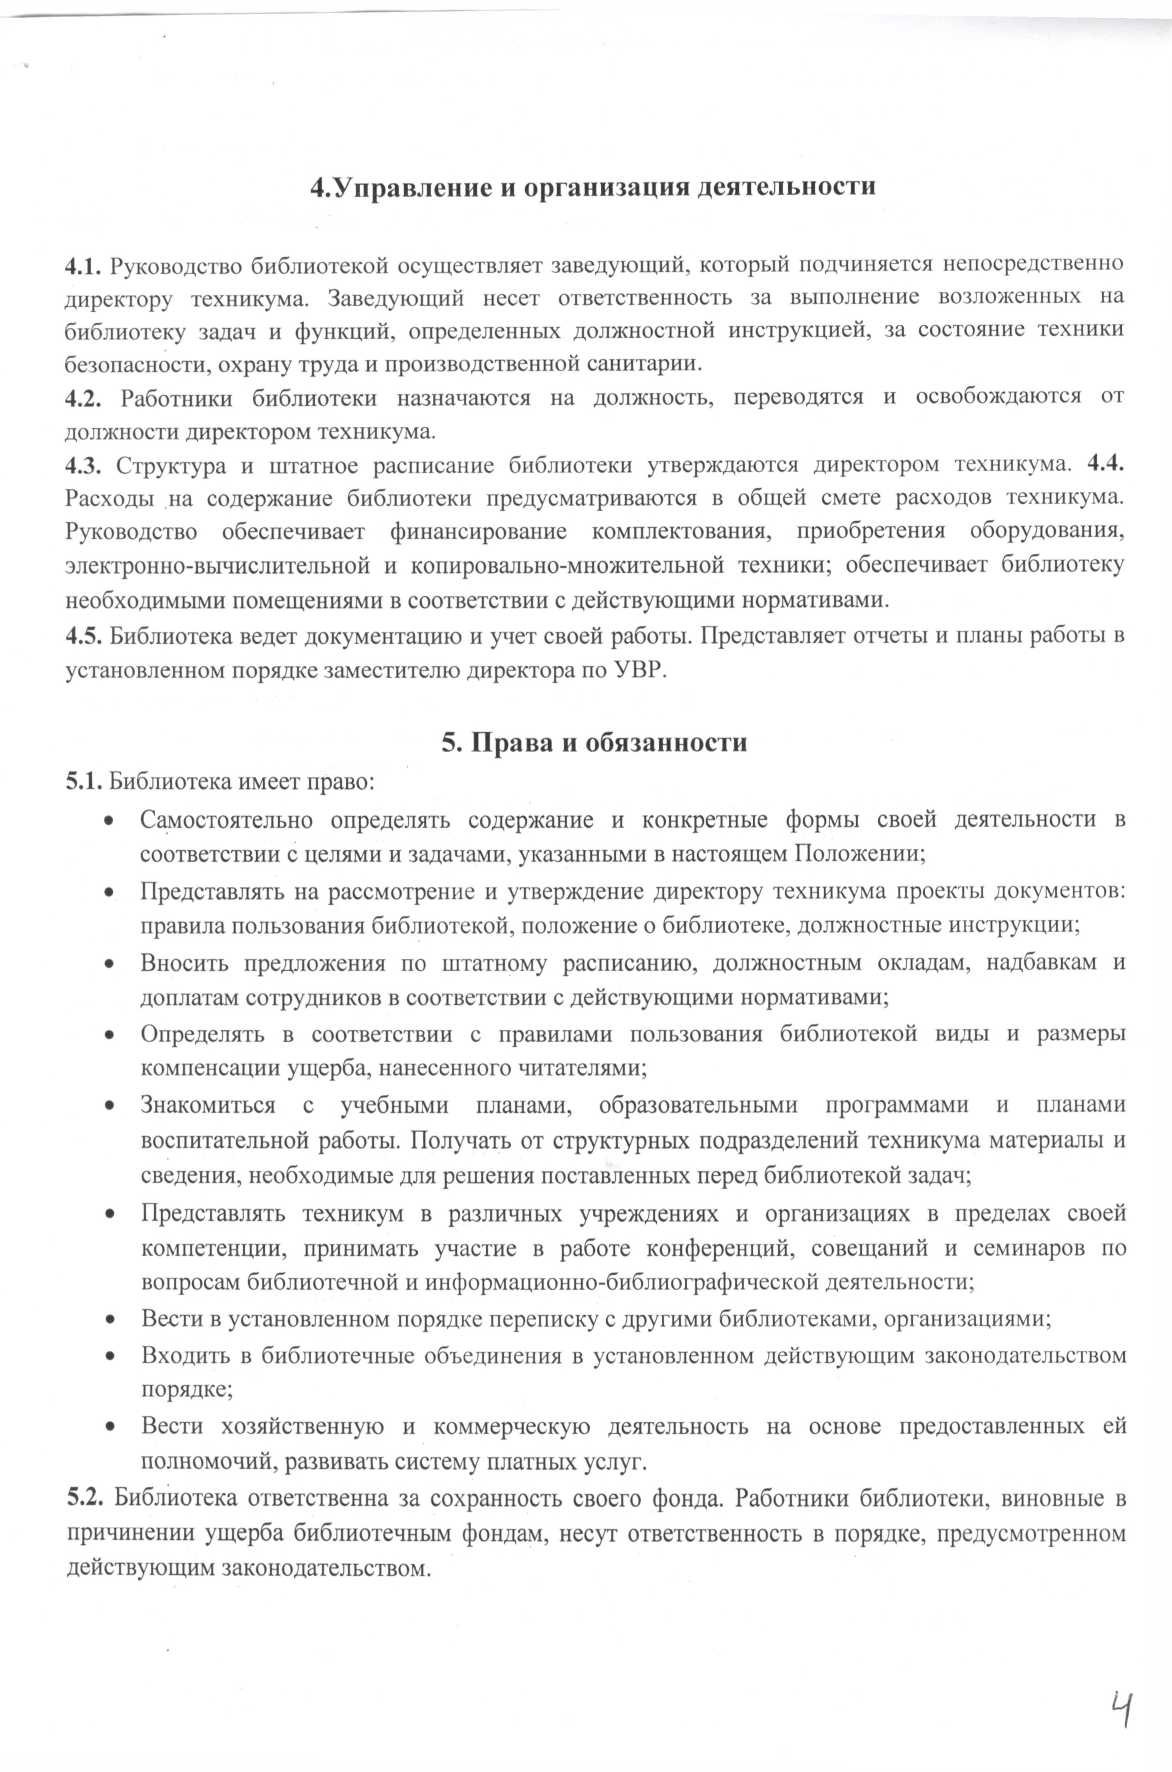 4.Управление и организация деятельности
4.1. Руководство библиотекой осуществляет заведующий, который подчиняется непосредственно
директору техникума. Заведующий несет ответственность за выполнение возложенных на
библиотеку задач и функций, определенных должностной инструкцией, за состояние техники
безопасности, охрану труда и производственной санитарии.
4.2. Работники библиотеки назначаются на должность, переводятся и освобождаются от
должности директором техникума.
4.3. Структура и штатное расписание библиотеки утверждаются директором техникума. 4.4.
Расходы на содержание библиотеки предусматриваются в общей смете расходов техникума.
Руководство обеспечивает финансирование комплектования, приобретения оборудования,
электронно-вычислительной и копировально-множительной техники; обеспечивает библиотеку
необходимыми помещениями в соответствии с действующими нормативами.
4.5. Библиотека ведет документацию и учет своей работы. Представляет отчеты и планы работы в
установленном порядке заместителю директора по УВР.
5. Права и обязанности
5.1. Библиотека имеет право:
• Самостоятельно определять содержание и конкретные формы своей деятельности в
соответствии с целями и задачами, указанными в настоящем Положении;
• Представлять на рассмотрение и утверждение директору техникума проекты документов:
правила пользования библиотекой, положение о библиотеке, должностные инструкции;
• Вносить предложения по штатному расписанию, должностным окладам, надбавкам и
доплатам сотрудников в соответствии с действующими нормативами;
• Определять в соответствии с правилами пользования библиотекой виды и размеры
компенсации ущерба, нанесенного читателями;
• Знакомиться с учебными планами, образовательными программами и планами
воспитательной работы. Получать от структурных подразделений техникума материалы и
сведения, необходимые для решения поставленных перед библиотекой задач;
• Представлять техникум в различных учреждениях и организациях в пределах своей
компетенции, принимать участие в работе конференций, совещаний и семинаров по
вопросам библиотечной и информационно-библиографической деятельности;
• Вести в установленном порядке переписку с другими библиотеками, организациями;
• Входить в библиотечные объединения в установленном действующим законодательством
порядке;
• Вести хозяйственную и коммерческую деятельность на основе предоставленных ей
полномочий, развивать систему платных услуг.
5.2. Библиотека ответственна за сохранность своего фонда. Работники библиотеки, виновные в
причинении ущерба библиотечным фондам, несут ответственность в порядке, предусмотренном
действующим законодательством.
4